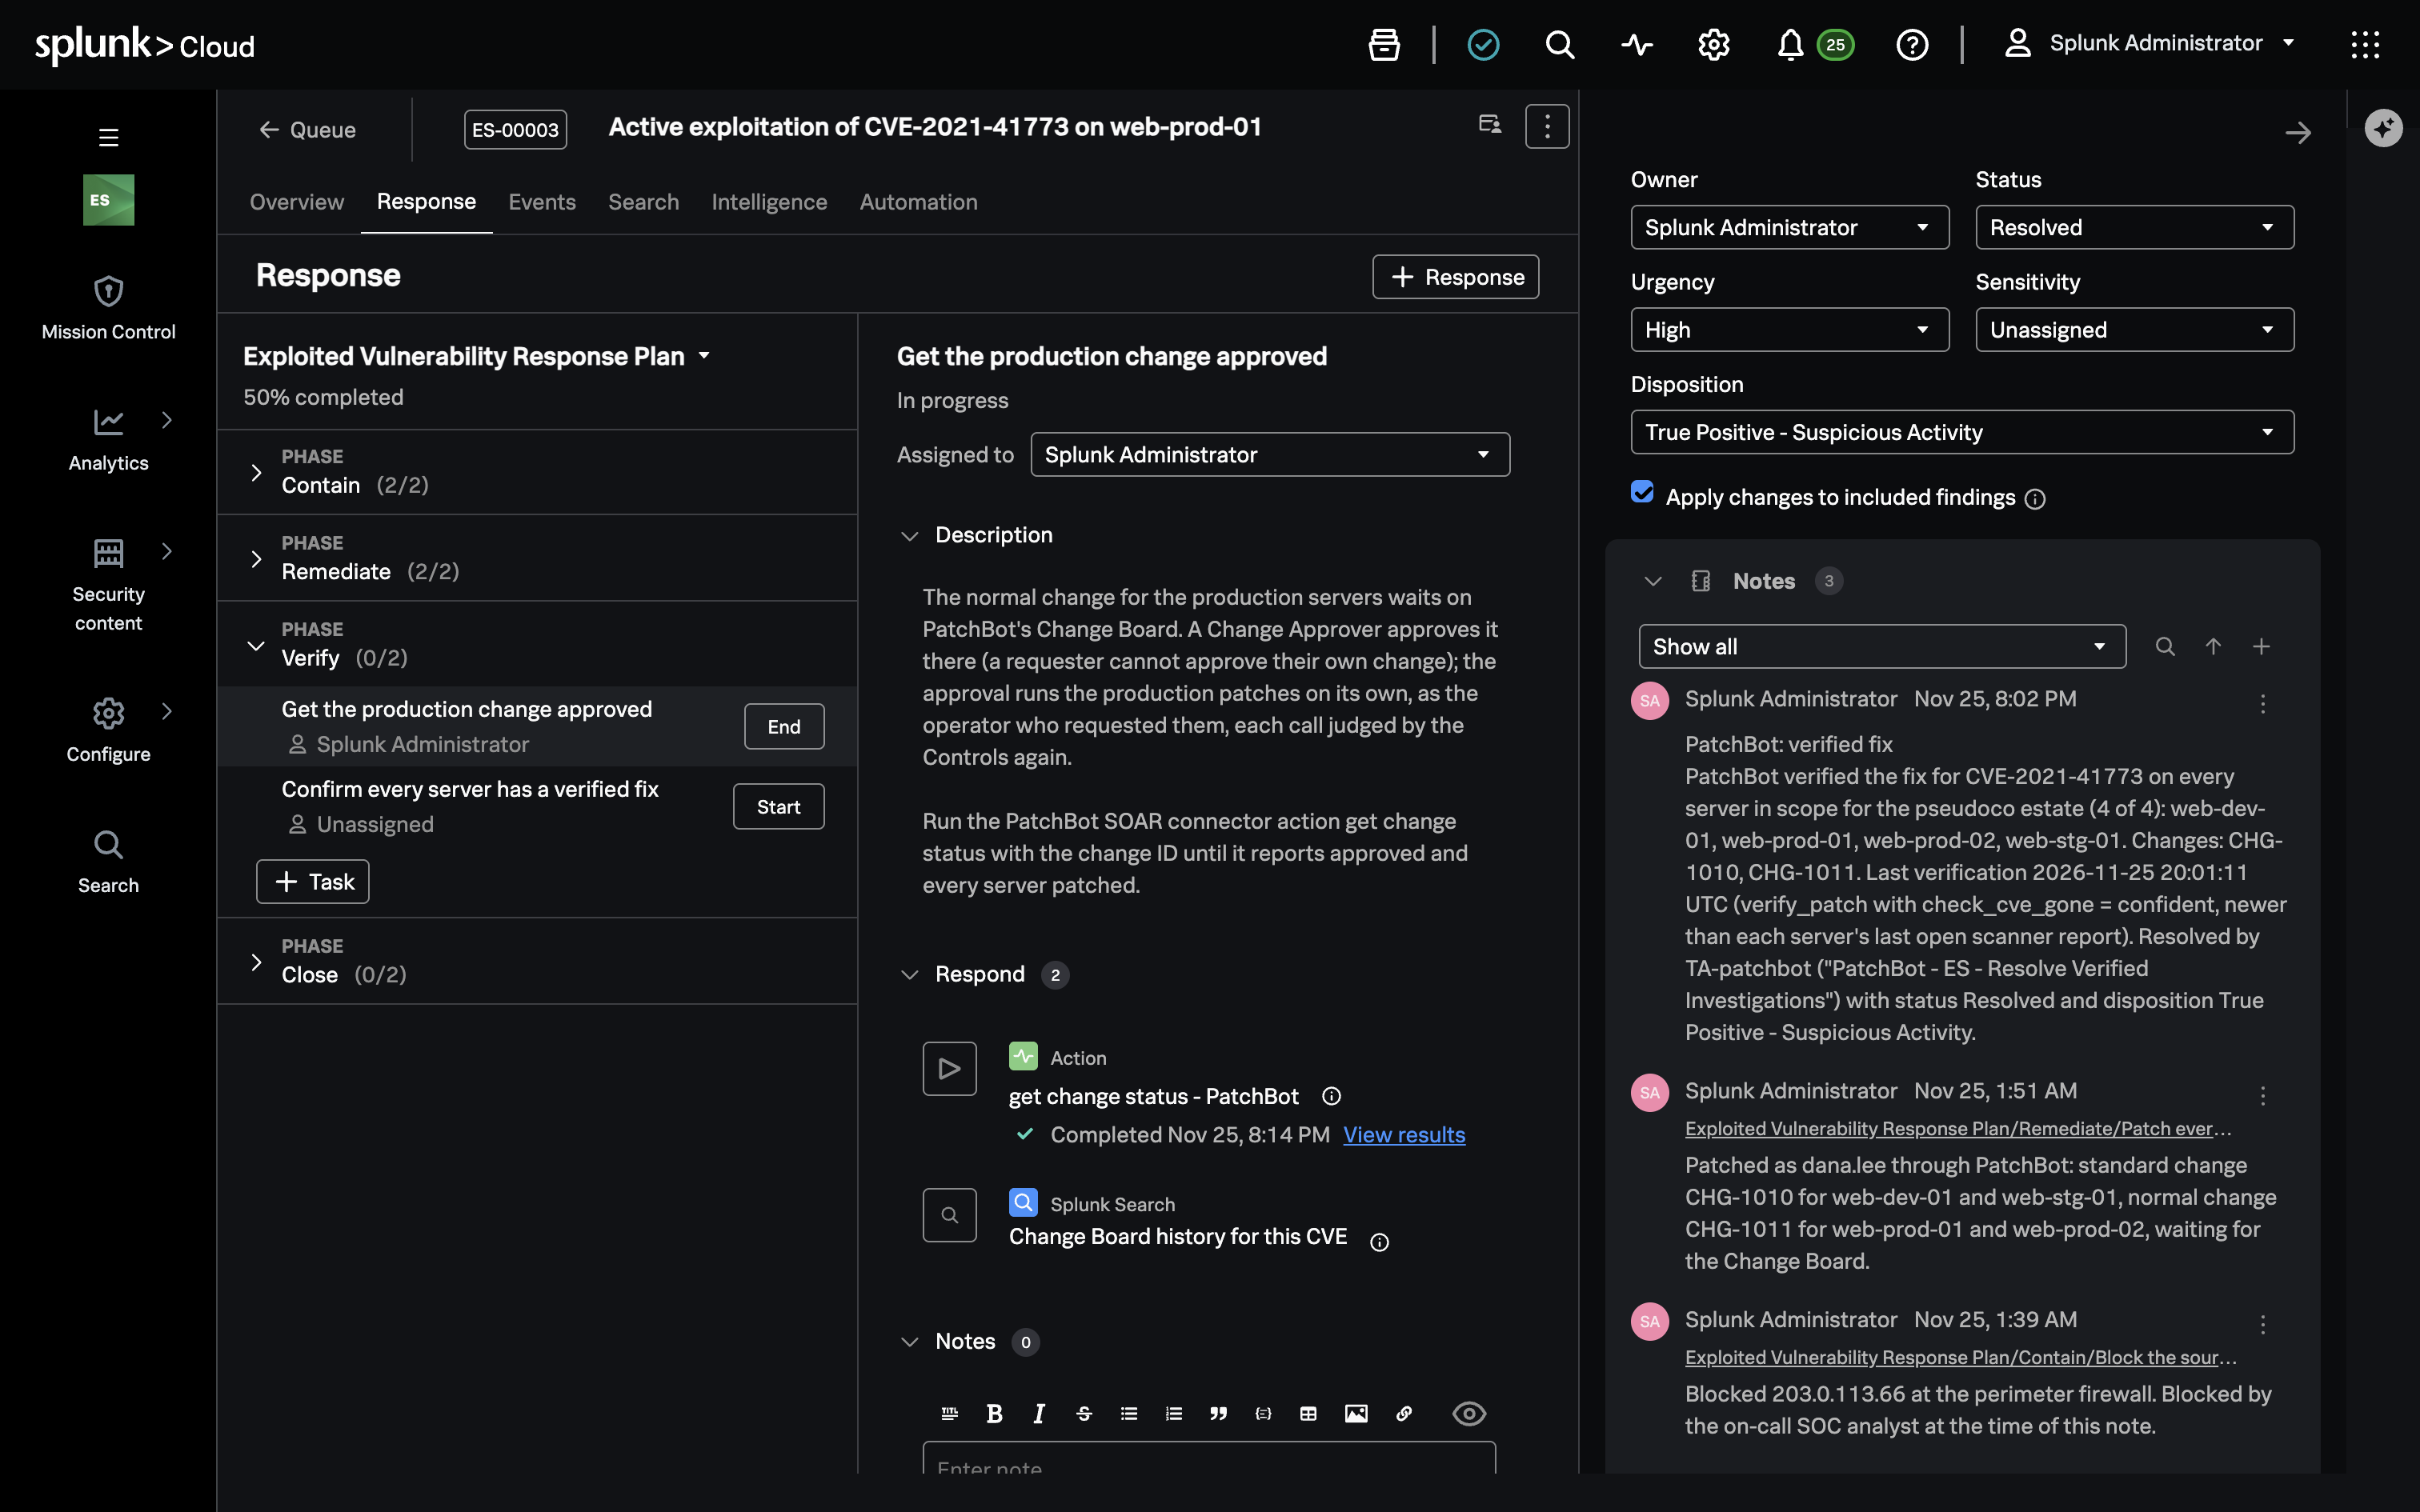 splunk>Cloud
25
Splunk Administrator
ES
Mission Control
Analytics
Security
content
Configure
Search
Queue
ES-00003
Active exploitation of CVE-2021-41773 on web-prod-01
Overview
Response
Events
Search
Intelligence
Automation
Response
Response
Exploited Vulnerability Response Plan
50% completed
PHASE
Contain (2/2)
PHASE
Remediate (2/2)
PHASE
Verify (0/2)
Get the production change approved
Splunk Administrator
End
Confirm every server has a verified fix
Unassigned
Start
Task
PHASE
Close (0/2)
Get the production change approved
In progress
Assigned to
Splunk Administrator
Description
The normal change for the production servers waits on
PatchBot's Change Board. A Change Approver approves it
there (a requester cannot approve their own change); the
approval runs the production patches on its own, as the
operator who requested them, each call judged by the
Controls again.
Run the PatchBot SOAR connector action get change
status with the change ID until it reports approved and
every server patched.
Respond 2
Action
get change status - PatchBot
Completed Nov 25, 8:14 PM View results
Splunk Search
Change Board history for this CVE
Notes 0
TITL
Enter note
Owner
Splunk Administrator
Status
Resolved
Urgency
High
Sensitivity
Unassigned
Disposition
True Positive - Suspicious Activity
Apply changes to included findings
Notes 3
Show all
SA
Splunk Administrator Nov 25, 8:02 PM
PatchBot: verified fix
PatchBot verified the fix for CVE-2021-41773 on every
server in scope for the pseudoco estate (4 of 4): web-dev-
01, web-prod-01, web-prod-02, web-stg-01. Changes: CHG-
1010, CHG-1011. Last verification 2026-11-25 20:01:11
UTC (verify_patch with check_cve_gone = confident, newer
than each server's last open scanner report). Resolved by
TA-patchbot ("PatchBot - ES - Resolve Verified
Investigations") with status Resolved and disposition True
Positive - Suspicious Activity.
SA
Splunk Administrator Nov 25, 1:51 AM
Exploited Vulnerability Response Plan/Remediate/Patch ever...
Patched as dana.lee through PatchBot: standard change
CHG-1010 for web-dev-01 and web-stg-01, normal change
CHG-1011 for web-prod-01 and web-prod-02, waiting for
the Change Board.
SA
Splunk Administrator Nov 25, 1:39 AM
Exploited Vulnerability Response Plan/Contain/Block the sour...
Blocked 203.0.113.66 at the perimeter firewall. Blocked by
the on-call SOC analyst at the time of this note.